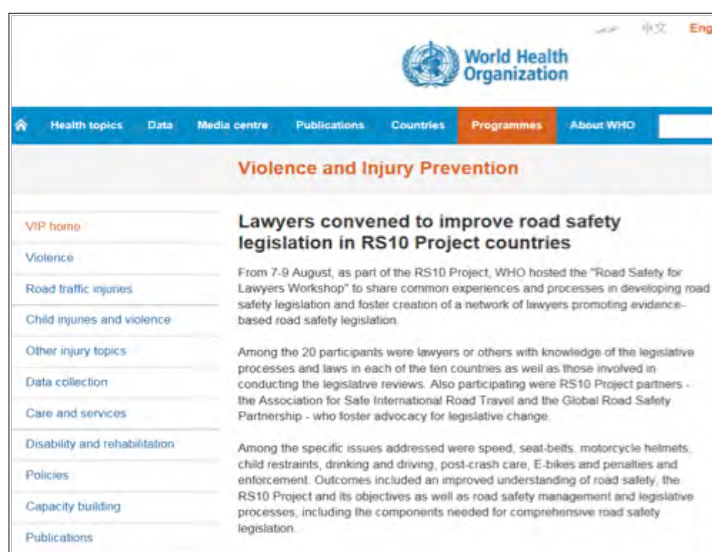 中文 Eng
World Health
Organization
Health topics Data Media centre Publications Countries Programmes About WHO
Violence and Injury Prevention
VIP home
Violence
Road traffic injuries
Child injuries and violence
Other injury topics
Data collection
Care and services
Disability and rehabilitation
Policies
Capacity building
Publications
Lawyers convened to improve road safety
legislation in RS10 Project countries
From 7-9 August, as part of the RS10 Project, WHO hosted the "Road Safety for
Lawyers Workshop" to share common experiences and processes in developing road
safety legislation and foster creation of a network of lawyers promoting evidence-
based road safety legislation.
Among the 20 participants were lawyers or others with knowledge of the legislative
processes and laws in each of the ten countries as well as those involved in
conducting the legislative reviews. Also participating were RS10 Project partners -
the Association for Safe International Road Travel and the Global Road Safety
Partnership - who foster advocacy for legislative change.
Among the specific issues addressed were speed, seat-belts, motorcycle helmets,
child restraints, drinking and driving, post-crash care, E-bikes and penalties and
enforcement. Outcomes included an improved understanding of road safety, the
RS10 Project and its objectives as well as road safety management and legislative
processes, including the components needed for comprehensive road safety
legislation.